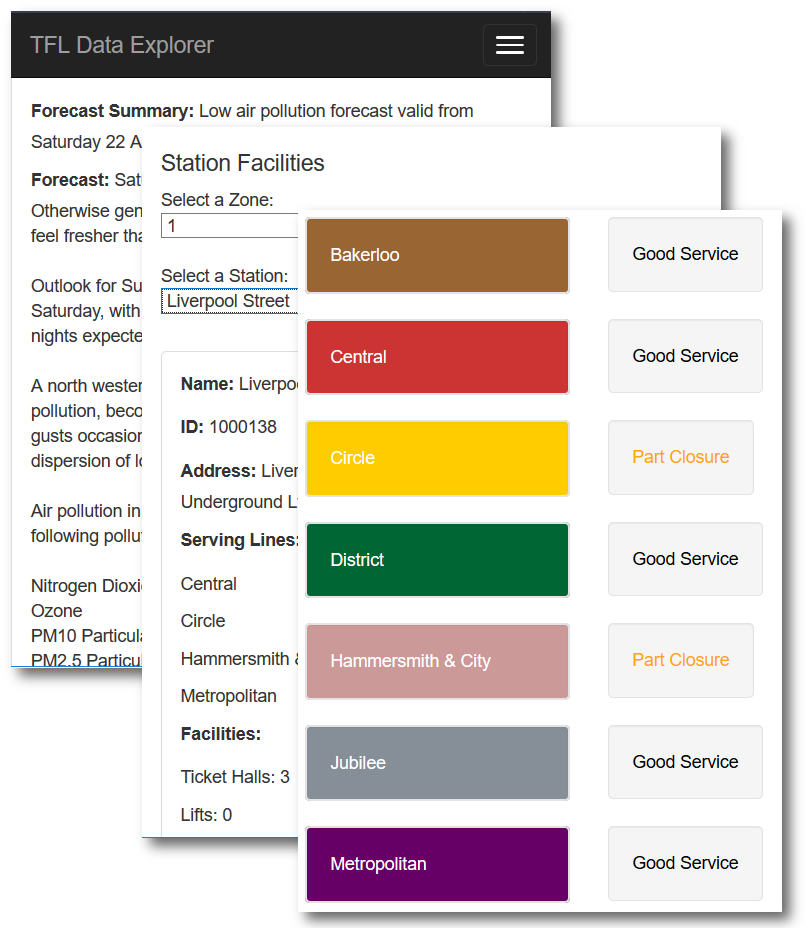 TFL Data Explorer
Forecast Summary: Low air pollution forecast valid from
Saturday 22 A
Forecast: Sat
Otherwise gen
feel fresher tha
Outlook for Su
Saturday, with
nights expecte
A north wester
pollution, beco
gusts occasion
dispersion of lo
Air pollution in
following pollut
Nitrogen Dioxi
Ozone
PM10 Particula
PM2.5 Particul
Station Facilities
Select a Zone:
1
Select a Station:
Liverpool Street
Name: Liverpoo
ID: 1000138
Address: Liver
Underground L
Serving Lines:
Central
Circle
Hammersmith &
Metropolitan
Facilities:
Ticket Halls: 3
Lifts: 0
Bakerloo Good Service
Central Good Service
Circle Part Closure
District Good Service
Hammersmith & City Part Closure
Jubilee Good Service
Metropolitan Good Service